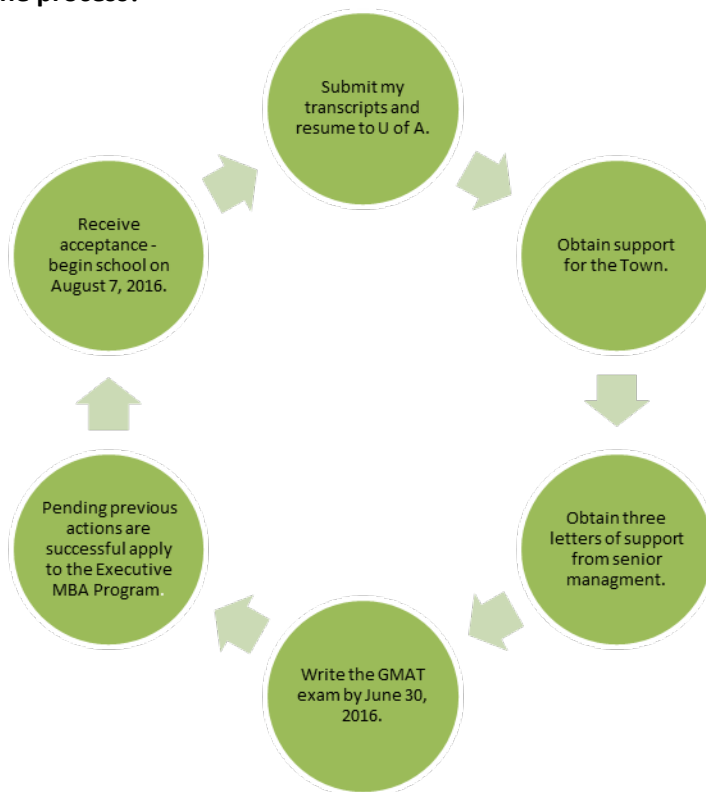 Submit my
transcripts and
resume to U of A.
Obtain support
for the Town.
Obtain three
letters of support
from senior
managment.
Write the GMAT
exam by June 30,
2016.
Pending previous
actions are
successful apply
to the Executive
MBA Program.
Receive
acceptance -
begin school on
August 7, 2016.